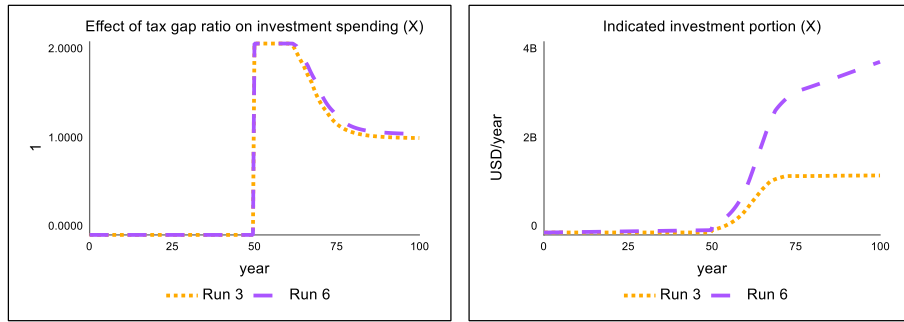 Effect of tax gap ratio on investment spending (X)
2.0000
1.0000
0.0000
1
0 25 50 75 100
year
Run 3 Run 6
Indicated investment portion (X)
4B
2B
0
USD/year
0 25 50 75 100
year
Run 3 Run 6